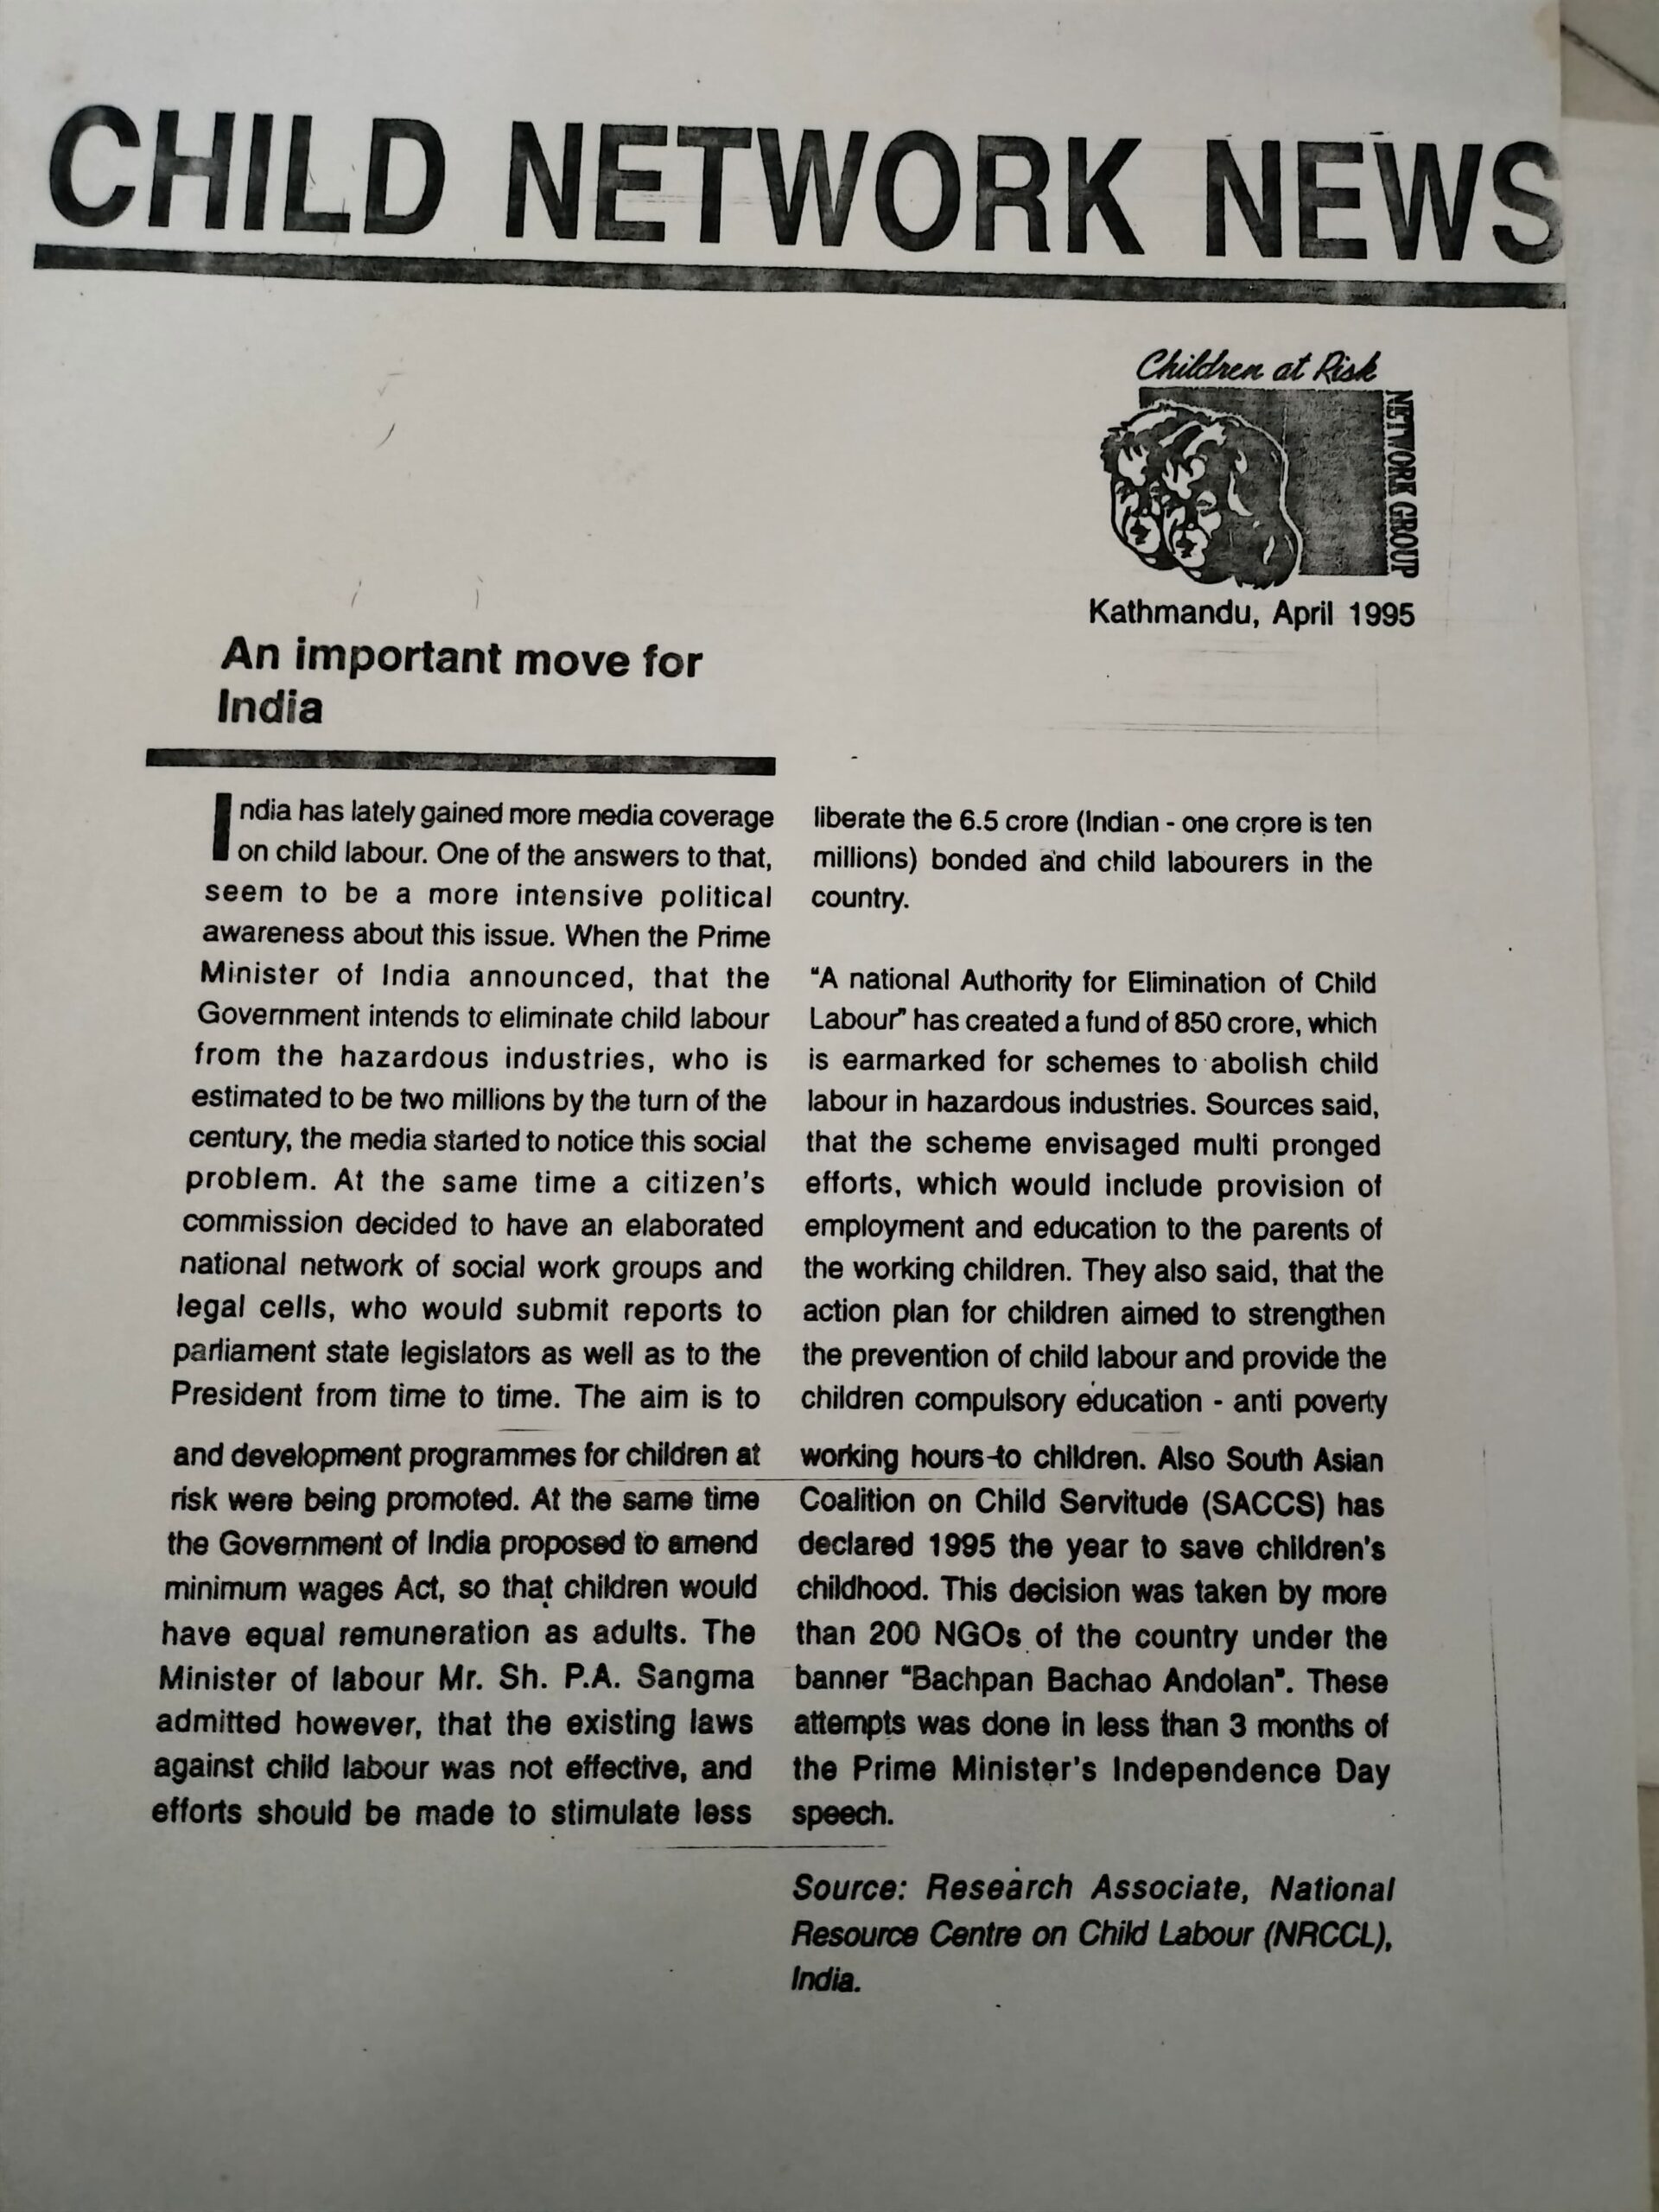 CHILD NETWORK NEWS
Children at Risk
NETWORK GROUP
Kathmandu, April 1995
An important move for
India
India has lately gained more media coverage
on child labour. One of the answers to that,
seem to be a more intensive political
awareness about this issue. When the Prime
Minister of India announced, that the
Government intends to eliminate child labour
from the hazardous industries, who is
estimated to be two millions by the turn of the
century, the media started to notice this social
problem. At the same time a citizen's
commission decided to have an elaborated
national network of social work groups and
legal cells, who would submit reports to
parliament state legislators as well as to the
President from time to time. The aim is to
liberate the 6.5 crore (Indian - one crore is ten
millions) bonded and child labourers in the
country.
"A national Authority for Elimination of Child
Labour" has created a fund of 850 crore, which
is earmarked for schemes to abolish child
labour in hazardous industries. Sources said,
that the scheme envisaged multi pronged
efforts, which would include provision of
employment and education to the parents of
the working children. They also said, that the
action plan for children aimed to strengthen
the prevention of child labour and provide the
children compulsory education - anti poverty
and development programmes for children at
risk were being promoted. At the same time
the Government of India proposed to amend
minimum wages Act, so that children would
have equal remuneration as adults. The
Minister of labour Mr. Sh. P.A. Sangma
admitted however, that the existing laws
against child labour was not effective, and
efforts should be made to stimulate less
working hours to children. Also South Asian
Coalition on Child Servitude (SACCS) has
declared 1995 the year to save children's
childhood. This decision was taken by more
than 200 NGOs of the country under the
banner "Bachpan Bachao Andolan". These
attempts was done in less than 3 months of
the Prime Minister's Independence Day
speech.
Source: Research Associate, National
Resource Centre on Child Labour (NRCCL),
India.